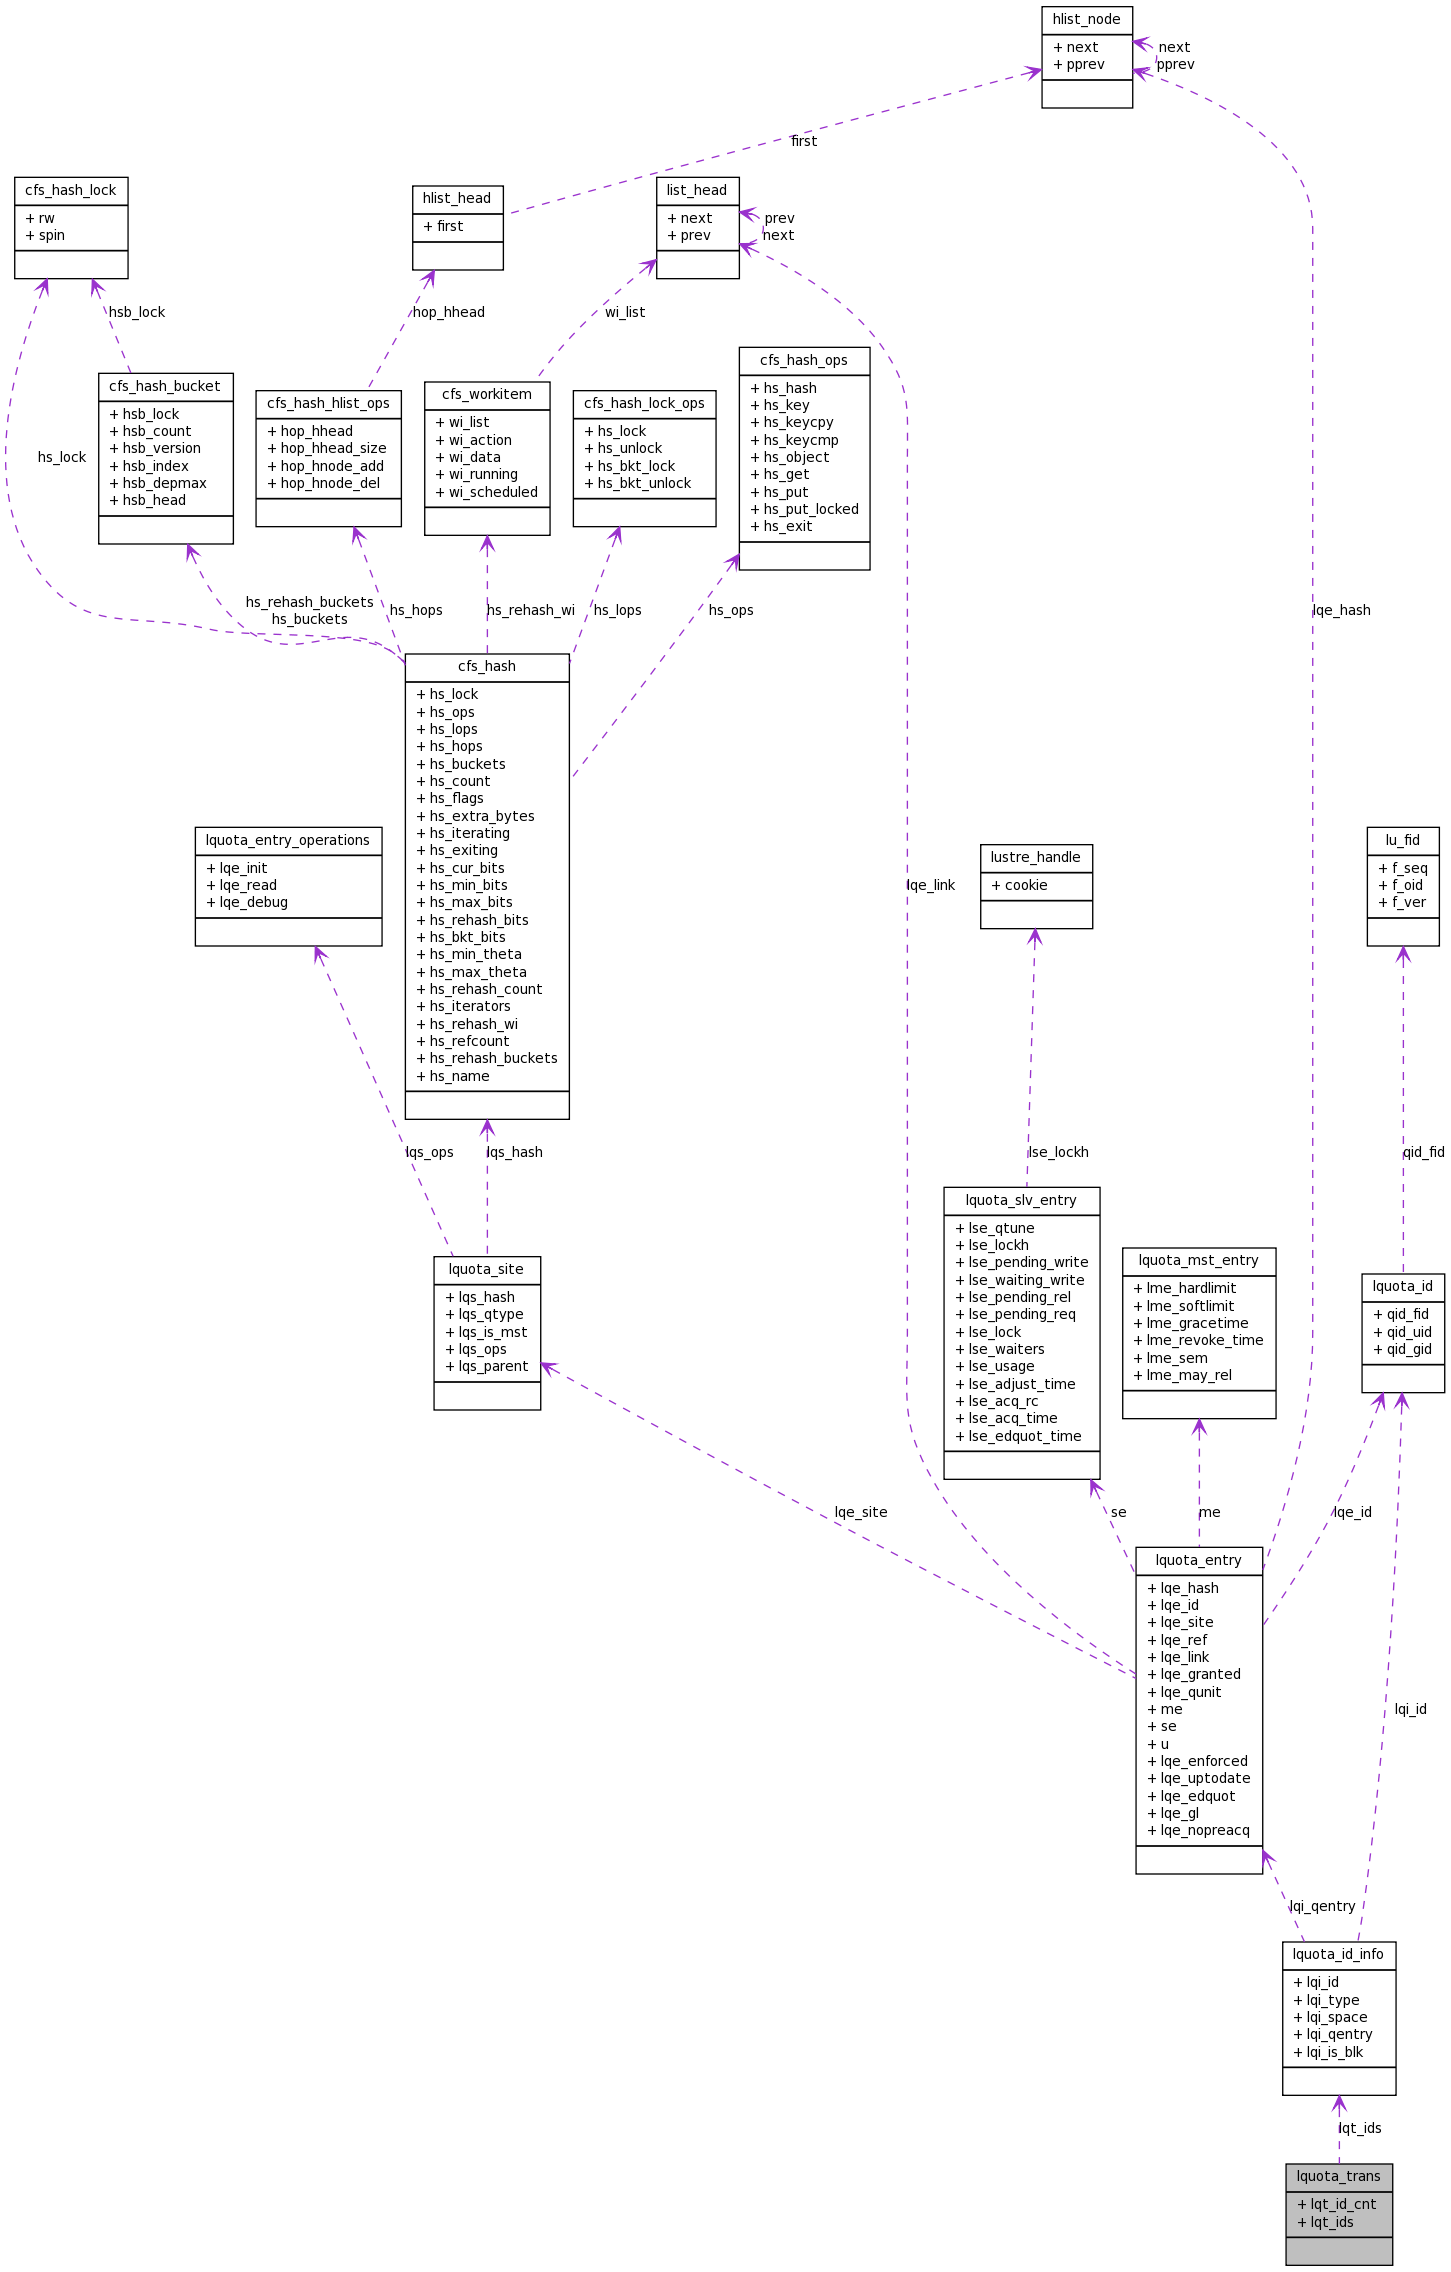 hlist_node
+ next
+ pprev
next
pprev
first
cfs_hash_lock
+ rw
+ spin
hlist_head
+ first
list_head
+ next
+ prev
prev
next
hsb_lock
hop_hhead
wi_list
cfs_hash_bucket
+ hsb_lock
+ hsb_count
+ hsb_version
+ hsb_index
+ hsb_depmax
+ hsb_head
cfs_hash_hlist_ops
+ hop_hhead
+ hop_hhead_size
+ hop_hnode_add
+ hop_hnode_del
cfs_workitem
+ wi_list
+ wi_action
+ wi_data
+ wi_running
+ wi_scheduled
cfs_hash_lock_ops
+ hs_lock
+ hs_unlock
+ hs_bkt_lock
+ hs_bkt_unlock
cfs_hash_ops
+ hs_hash
+ hs_key
+ hs_keycpy
+ hs_keycmp
+ hs_object
+ hs_get
+ hs_put
+ hs_put_locked
+ hs_exit
hs_lock
hs_rehash_buckets
hs_buckets
hs_hops
hs_rehash_wi
hs_lops
hs_ops
lqe_hash
cfs_hash
+ hs_lock
+ hs_ops
+ hs_lops
+ hs_hops
+ hs_buckets
+ hs_count
+ hs_flags
+ hs_extra_bytes
+ hs_iterating
+ hs_exiting
+ hs_cur_bits
+ hs_min_bits
+ hs_max_bits
+ hs_rehash_bits
+ hs_bkt_bits
+ hs_min_theta
+ hs_max_theta
+ hs_rehash_count
+ hs_iterators
+ hs_rehash_wi
+ hs_refcount
+ hs_rehash_buckets
+ hs_name
lquota_entry_operations
+ lqe_init
+ lqe_read
+ lqe_debug
lqe_link
lustre_handle
+ cookie
lu_fid
+ f_seq
+ f_oid
+ f_ver
lqs_ops
lqs_hash
lse_lockh
qid_fid
lquota_site
+ lqs_hash
+ lqs_qtype
+ lqs_is_mst
+ lqs_ops
+ lqs_parent
lquota_slv_entry
+ lse_qtune
+ lse_lockh
+ lse_pending_write
+ lse_waiting_write
+ lse_pending_rel
+ lse_pending_req
+ lse_lock
+ lse_waiters
+ lse_usage
+ lse_adjust_time
+ lse_acq_rc
+ lse_acq_time
+ lse_edquot_time
lquota_mst_entry
+ lme_hardlimit
+ lme_softlimit
+ lme_gracetime
+ lme_revoke_time
+ lme_sem
+ lme_may_rel
lquota_id
+ qid_fid
+ qid_uid
+ qid_gid
lqe_site
se
me
lqe_id
lquota_entry
+ lqe_hash
+ lqe_id
+ lqe_site
+ lqe_ref
+ lqe_link
+ lqe_granted
+ lqe_qunit
+ me
+ se
+ u
+ lqe_enforced
+ lqe_uptodate
+ lqe_edquot
+ lqe_gl
+ lqe_nopreacq
lqi_id
lqi_qentry
lquota_id_info
+ lqi_id
+ lqi_type
+ lqi_space
+ lqi_qentry
+ lqi_is_blk
lqt_ids
lquota_trans
+ lqt_id_cnt
+ lqt_ids